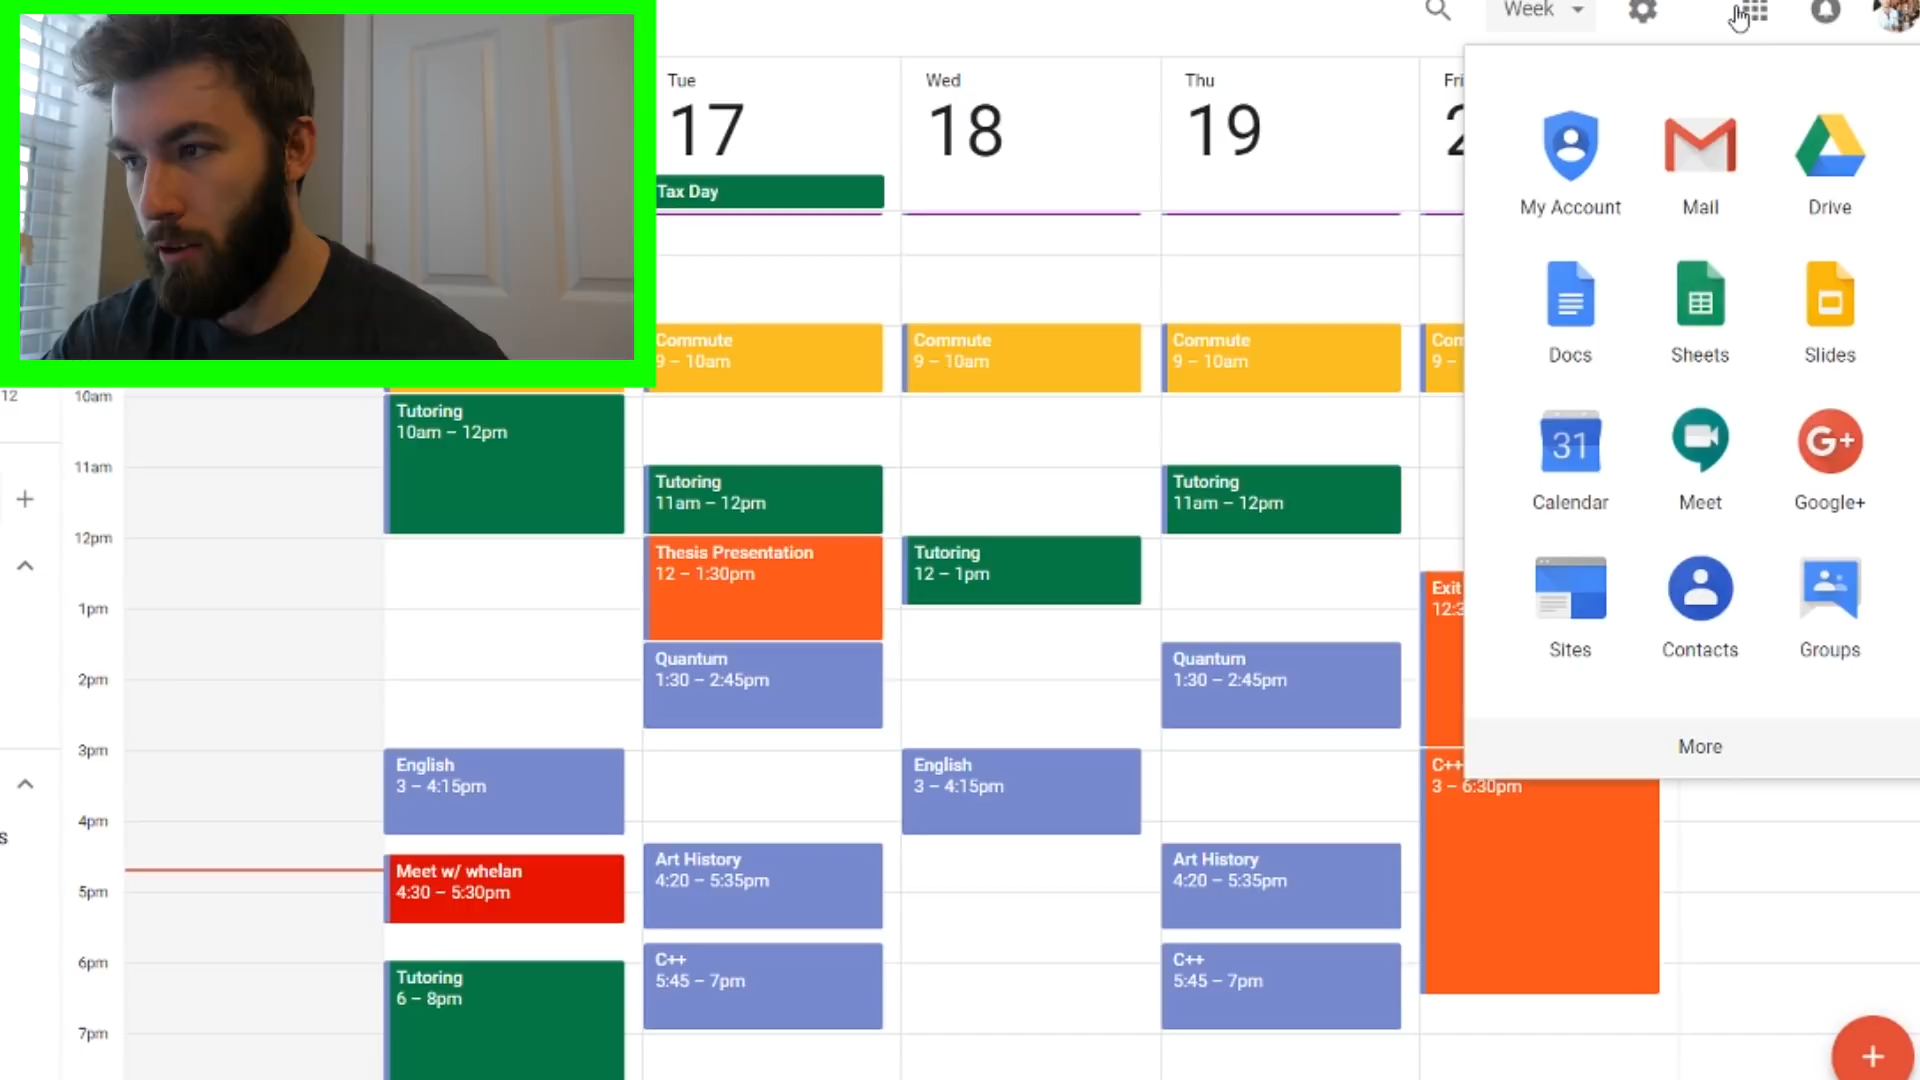 Week
Tue
17
Tax Day
Wed
18
Thu
19
Fri
My Account
Mail
Drive
Docs
Sheets
Slides
31
Calendar
Meet
G+
Google+
Sites
Contacts
Groups
More
12
10am
11am
12pm
1pm
2pm
3pm
4pm
5pm
6pm
7pm
Tutoring
10am – 12pm
English
3 – 4:15pm
Meet w/ whelan
4:30 – 5:30pm
Tutoring
6 – 8pm
Commute
9 – 10am
Tutoring
11am – 12pm
Thesis Presentation
12 – 1:30pm
Quantum
1:30 – 2:45pm
Art History
4:20 – 5:35pm
C++
5:45 – 7pm
Commute
9 – 10am
Tutoring
12 – 1pm
English
3 – 4:15pm
Commute
9 – 10am
Tutoring
11am – 12pm
Quantum
1:30 – 2:45pm
Art History
4:20 – 5:35pm
C++
5:45 – 7pm
Com
9 –
Exit
12:3
C++
3 – 6:30pm